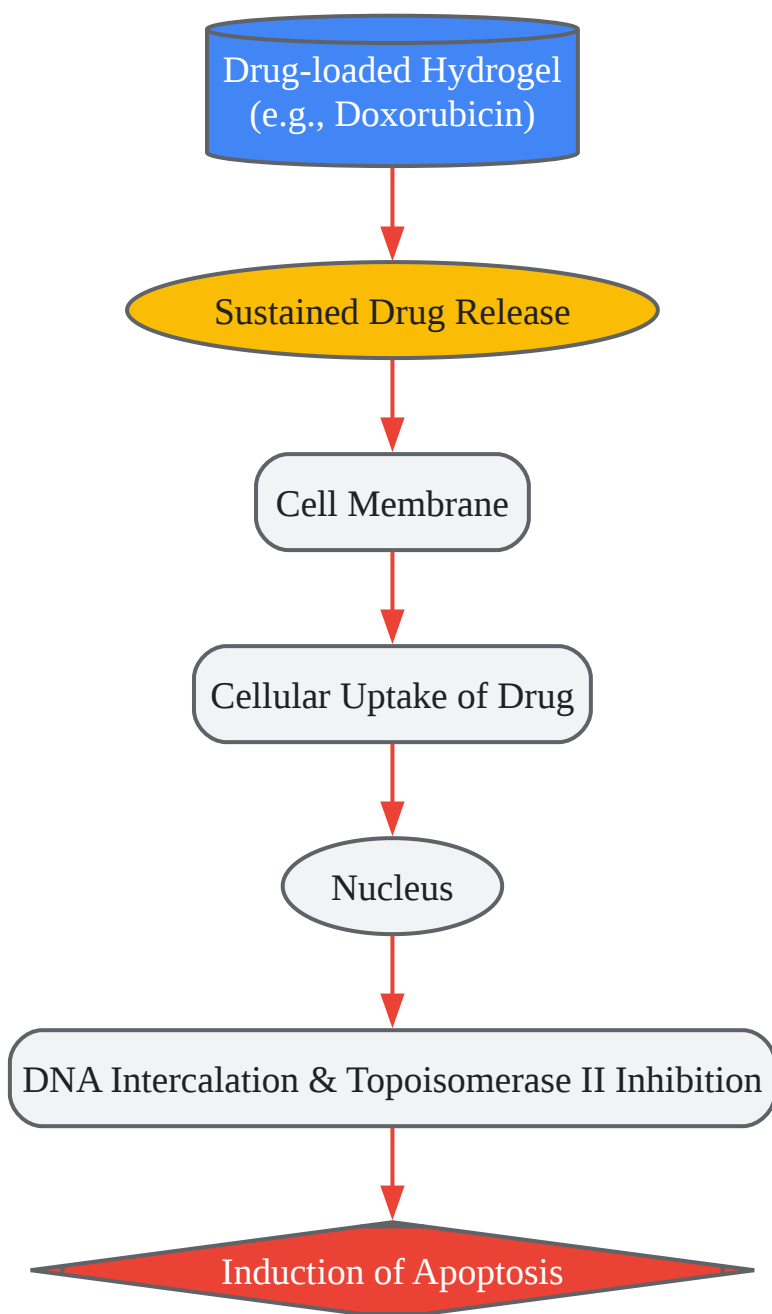 Drug-loaded Hydrogel
(e.g., Doxorubicin)
Sustained Drug Release
Cell Membrane
Cellular Uptake of Drug
Nucleus
DNA Intercalation & Topoisomerase II Inhibition
Induction of Apoptosis